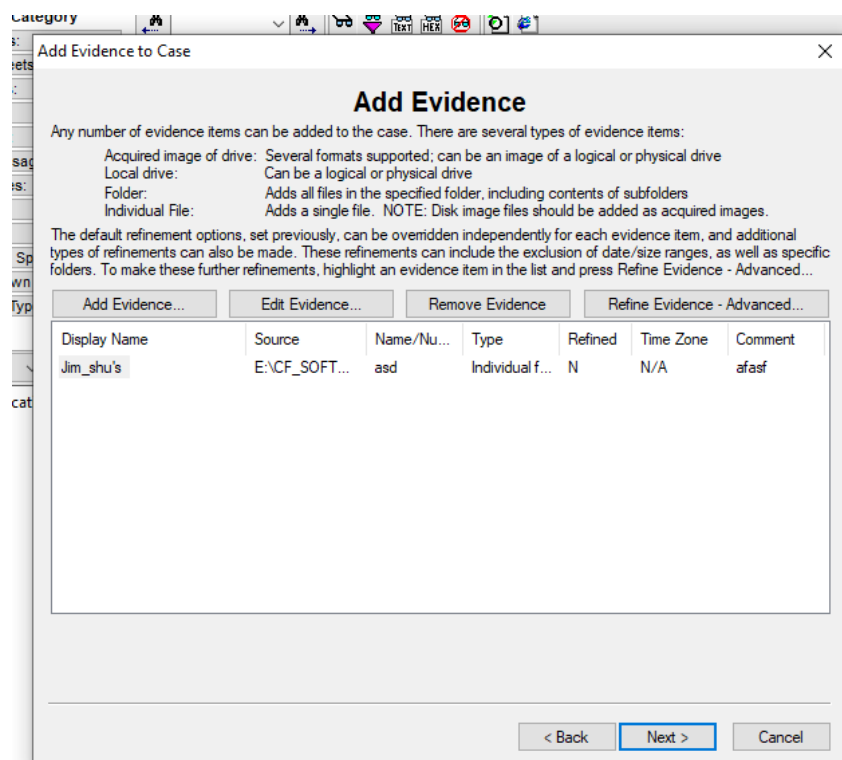 Category
TEXT HEX
s:
Add Evidence to Case
Add Evidence
Any number of evidence items can be added to the case. There are several types of evidence items:
Acquired image of drive: Several formats supported; can be an image of a logical or physical drive
Local drive: Can be a logical or physical drive
Folder: Adds all files in the specified folder, including contents of subfolders
Individual File: Adds a single file. NOTE: Disk image files should be added as acquired images.
The default refinement options, set previously, can be overridden independently for each evidence item, and additional
types of refinements can also be made. These refinements can include the exclusion of date/size ranges, as well as specific
folders. To make these further refinements, highlight an evidence item in the list and press Refine Evidence - Advanced...
Add Evidence... Edit Evidence... Remove Evidence Refine Evidence - Advanced...
Display Name Source Name/Nu... Type Refined Time Zone Comment
Jim_shu's E:\CF_SOFT... asd Individual f... N N/A afasf
< Back Next > Cancel